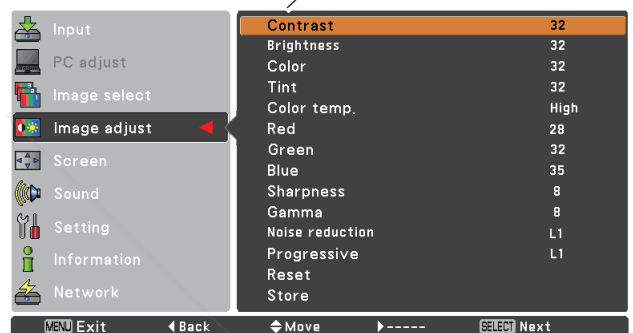 Input
PC adjust
Image select
Image adjust
Screen
Sound
Setting
Information
Network
Contrast 32
Brightness 32
Color 32
Tint 32
Color temp. High
Red 28
Green 32
Blue 35
Sharpness 8
Gamma 8
Noise reduction L1
Progressive L1
Reset
Store
MENU Exit ◀Back ◆Move ▶----- SELECT Next